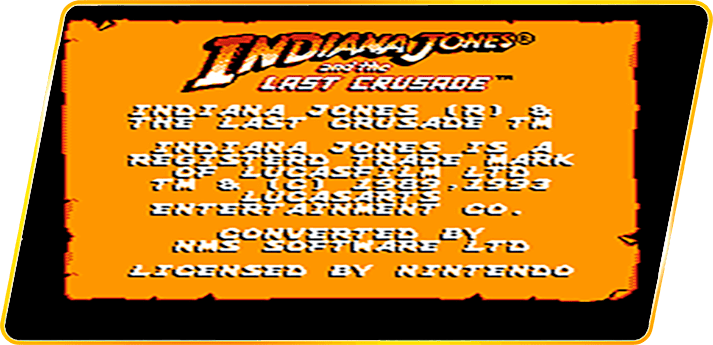 INDIANA JONES®
and the
LAST CRUSADE™
INDIANA JONES (R) &
THE LAST CRUSADE TM
INDIANA JONES IS A
REGISTERD TRADE MARK
OF LUCASFILM LTD
TM & (C) 1989,1993
LUCASARTS
ENTERTAINMENT CO.
CONVERTED BY
NMS SOFTWARE LTD
LICENSED BY NINTENDO